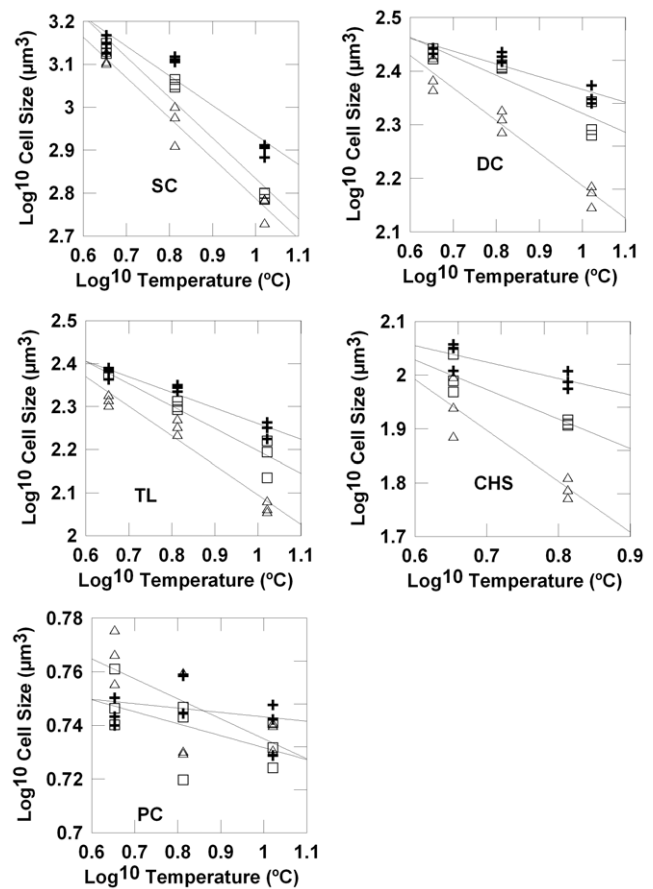 3.2
3.1
3
2.9
2.8
2.7
Log10 Cell Size (µm3)
SC
0.6 0.7 0.8 0.9 1 1.1
Log10 Temperature (ºC)
2.5
2.4
2.3
2.2
2.1
Log10 Cell Size (µm3)
DC
0.6 0.7 0.8 0.9 1 1.1
Log10 Temperature (ºC)
2.5
2.4
2.3
2.2
2.1
2
Log10 Cell Size (µm3)
TL
0.6 0.7 0.8 0.9 1 1.1
Log10 Temperature (ºC)
2.1
2
1.9
1.8
1.7
Log10 Cell Size (µm3)
CHS
0.6 0.7 0.8 0.9
Log10 Temperature (ºC)
0.78
0.76
0.74
0.72
0.7
Log10 Cell Size (µm3)
PC
0.6 0.7 0.8 0.9 1.0 1.1
Log10 Temperature (ºC)